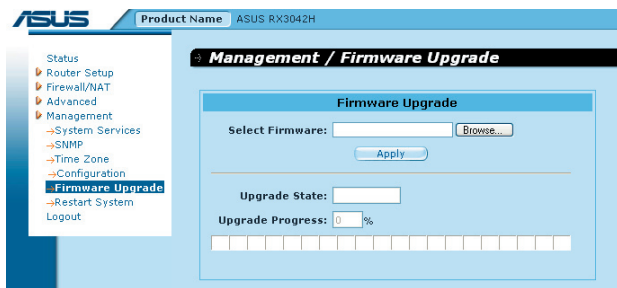 ASUS
Product Name ASUS RX3042H
Status
Router Setup
Firewall/NAT
Advanced
Management
→System Services
→SNMP
→Time Zone
→Configuration
→Firmware Upgrade
→Restart System
Logout
Management / Firmware Upgrade
Firmware Upgrade
Select Firmware: Browse...
Apply
Upgrade State:
Upgrade Progress: 0 %